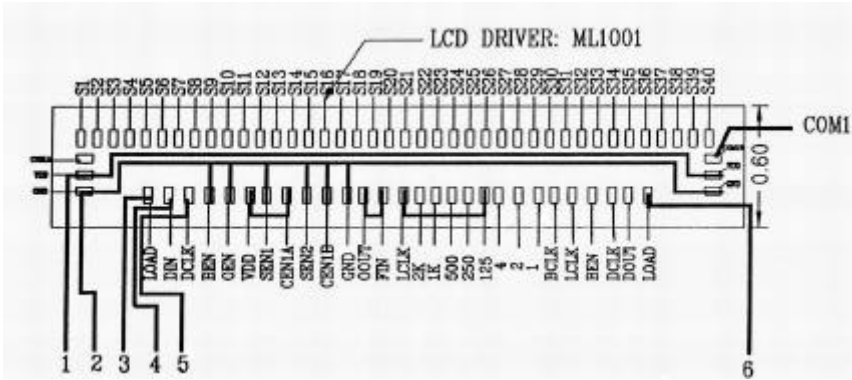 LCD DRIVER: ML1001
S1 S2 S3 S4 S5 S6 S7 S8 S9 S10 S11 S12 S13 S14 S15 S16 S17 S18 S19 S20 S21 S22 S23 S24 S25 S26 S27 S28 S29 S30 S31 S32 S33 S34 S35 S36 S37 S38 S39 S40
COM1
0.60
LOAD DIN DCLK BEN OEN VDD SEN1 CEN1A SEN2 CEN1B GND OOUT FIN LCLK 2K 1K 500 250 125 4 2 1 BCLK LCLK BEN DCLK DOUT LOAD
1 2 3 4 5 6